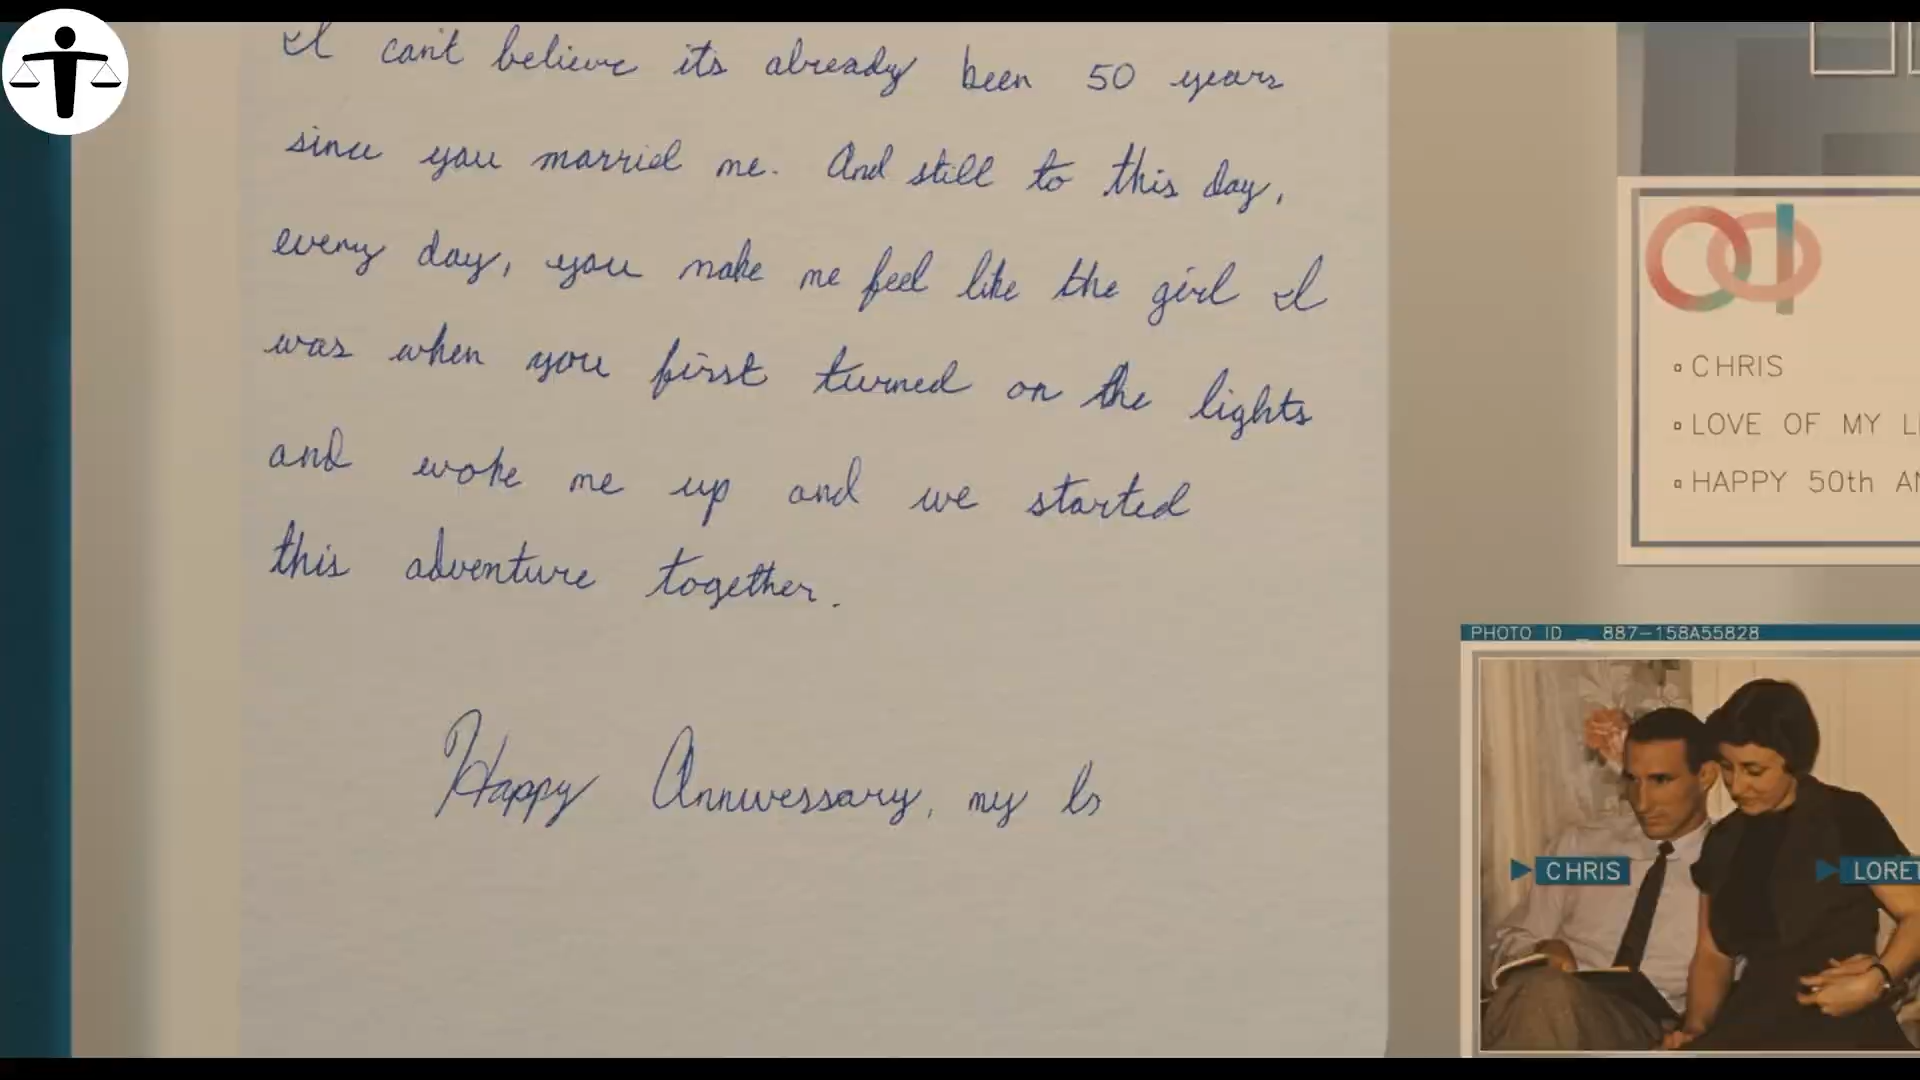 I can't believe its already been 50 years
since you married me. And still to this day,
every day, you make me feel like the girl I
was when you first turned on the lights
and woke me up and we started
this adventure together.
Happy Anniversary, my lo
CHRIS
LOVE OF MY L
HAPPY 50th AN
PHOTO ID _ 887-158A55828
CHRIS
LORET